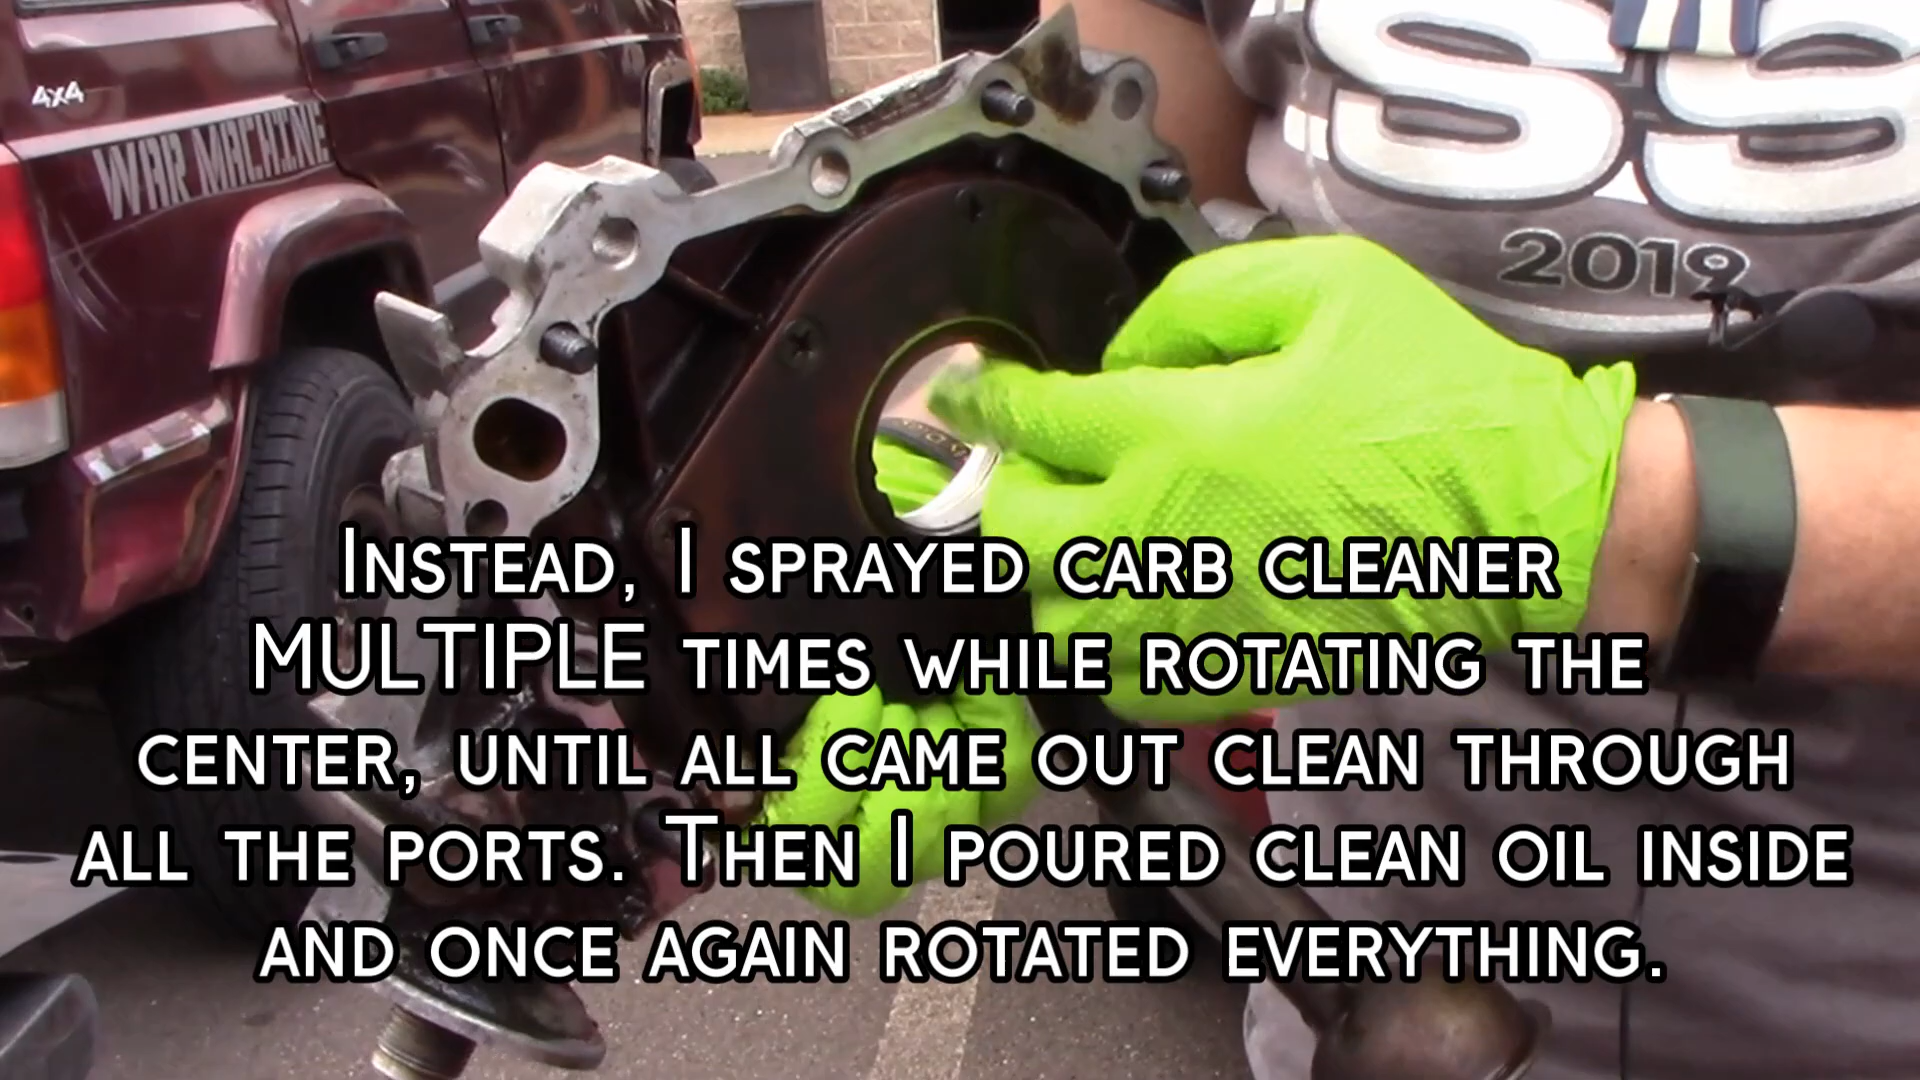 4x4
WAR MACHINE
SS
2019
Instead, I sprayed carb cleaner
MULTIPLE times while rotating the
center, until all came out clean through
all the ports. Then I poured clean oil inside
and once again rotated everything.